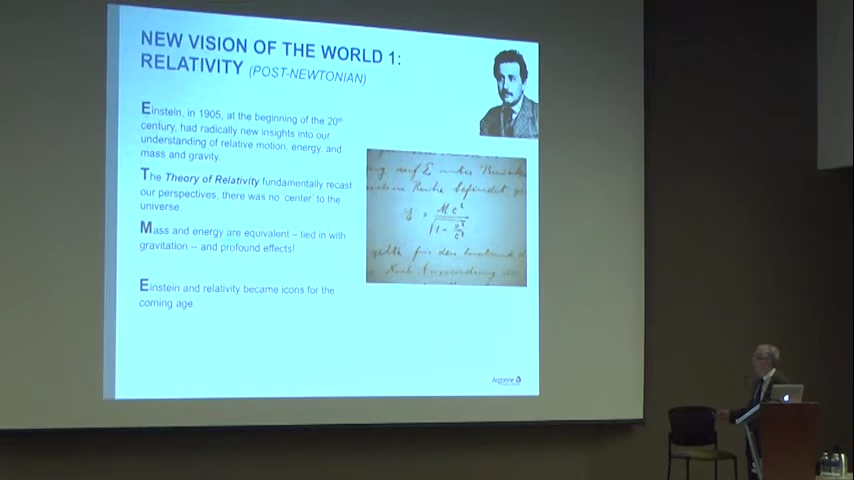 NEW VISION OF THE WORLD 1:
RELATIVITY (POST-NEWTONIAN)
Einstein, in 1905, at the beginning of the 20th
century, had radically new insights into our
understanding of relative motion, energy, and
mass and gravity.
The Theory of Relativity fundamentally recast
our perspectives, there was no 'center' to the
universe.
Mass and energy are equivalent – tied in with
gravitation – and profound effects!
Einstein and relativity became icons for the
coming age.
Argonne